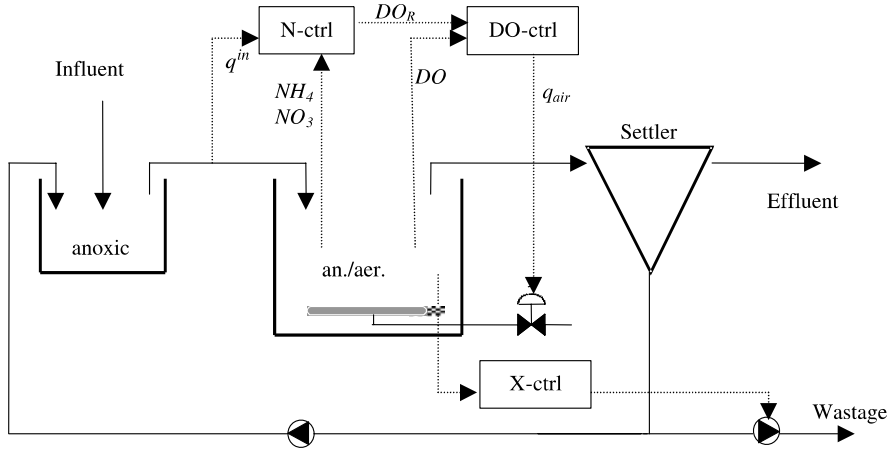 DO_R
N-ctrl
DO-ctrl
q^in
Influent
DO
NH_4
NO_3
q_air
Settler
Effluent
anoxic
an./aer.
X-ctrl
Wastage